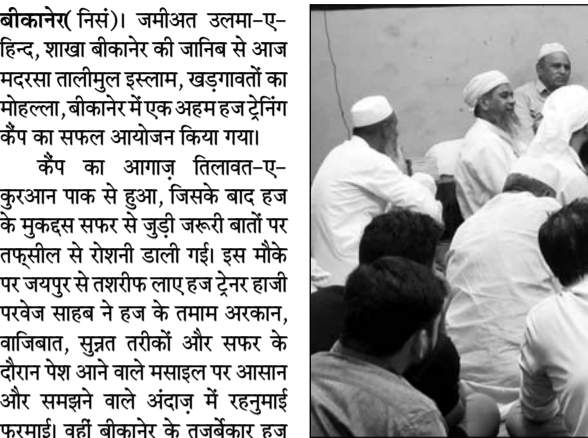 बीकानेर( निसं)। जमीअत उलमा-ए-
हिन्द, शाखा बीकानेर की जानिब से आज
मदरसा तालीमुल इस्लाम, खड़गावतों का
मोहल्ला,बीकानेर में एक अहम हज ट्रेनिंग
कैंप का सफल आयोजन किया गया।
कैंप का आगाज़ तिलावत-ए-
कुरआन पाक से हुआ, जिसके बाद हज
के मुकद्दस सफर से जुड़ी जरूरी बातों पर
तफ्सील से रोशनी डाली गई। इस मौके
पर जयपुर से तशरीफ लाए हज ट्रेनर हाजी
परवेज साहब ने हज के तमाम अरकान,
वाजिबात, सुन्नत तरीकों और सफर के
दौरान पेश आने वाले मसाइल पर आसान
और समझने वाले अंदाज़ में रहनुमाई
फरमाई। वहीं बीकानेर के तजुर्बेकार हज